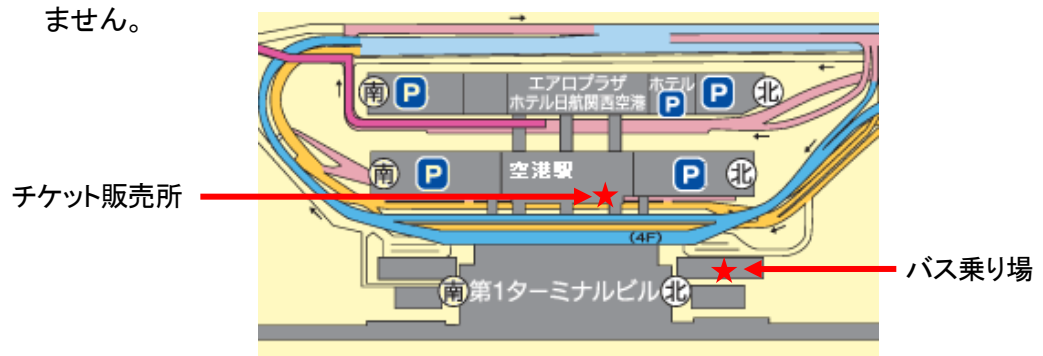 ません。
エアロプラザ
ホテル日航関西空港
ホテル
P
南 P
P 北
南 P
空港駅
P 北
チケット販売所
(4F)
バス乗り場
南 第1ターミナルビル 北